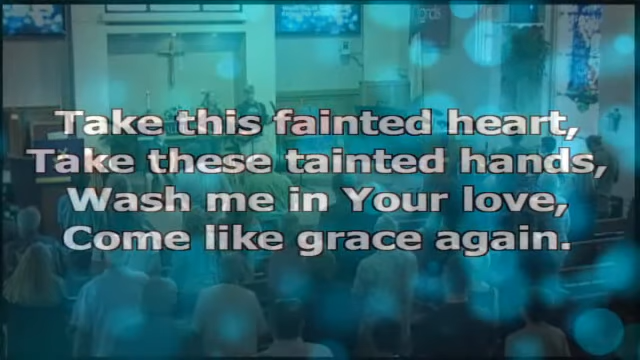 Take this fainted heart,
Take these tainted hands,
Wash me in Your love,
Come like grace again.